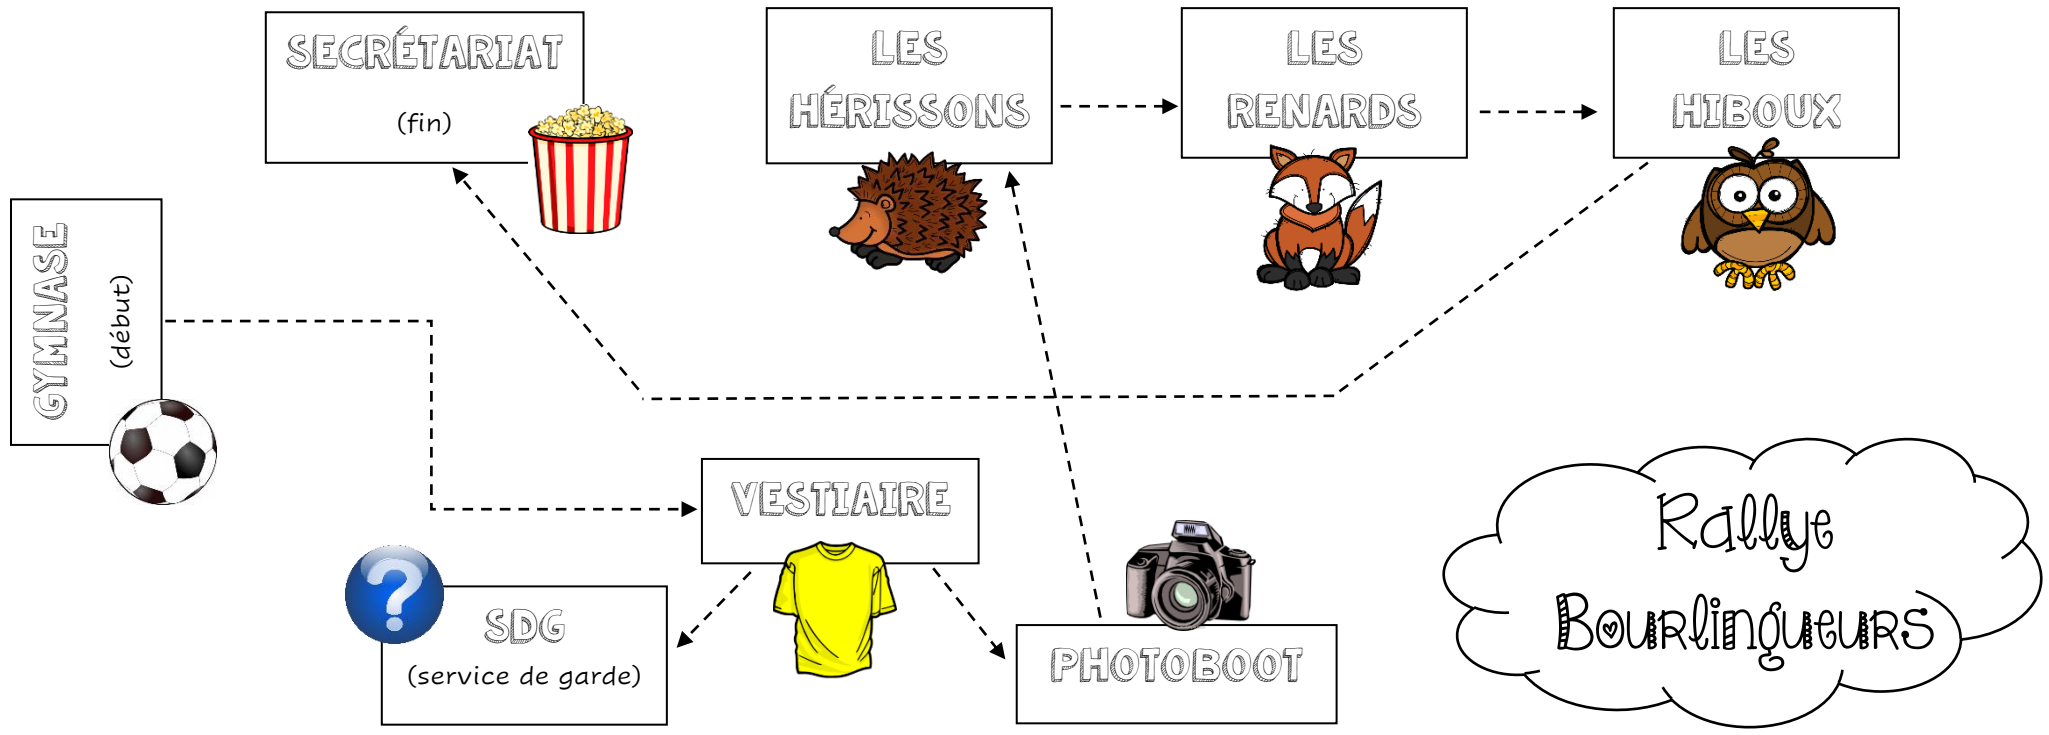 SECRÉTARIAT
(fin)
LES
HÉRISSONS
LES
RENARDS
LES
HIBOUX
GYMNASE
(début)
VESTIAIRE
SDG
(service de garde)
PHOTOBOOT
Rallye
Bourlingueurs